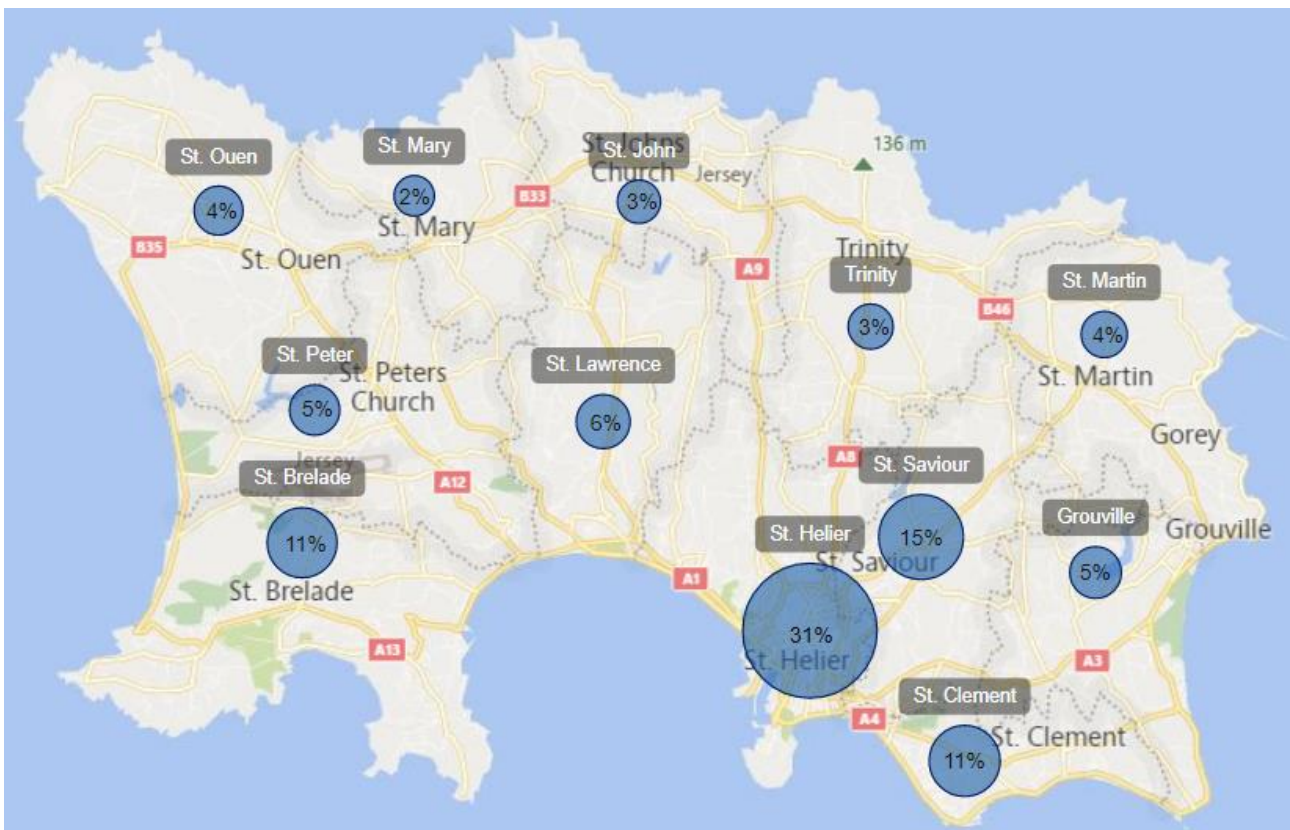 136 m
St. Mary
St. Ouen
St. Johns
St. John
Church
Jersey
4%
2%
B33
3%
St. Mary
B35
St. Ouen
Trinity
A9
Trinity
St. Martin
B46
3%
4%
St. Peter
St. Lawrence
St. Peters
Church
St. Martin
5%
6%
Gorey
Jersey
A8
St. Saviour
St. Brelade
A12
Grouville
Grouville
St. Helier
15%
11%
St. Saviour
A1
5%
St. Brelade
31%
A13
St. Helier
A3
St. Clement
A4
St. Clement
11%